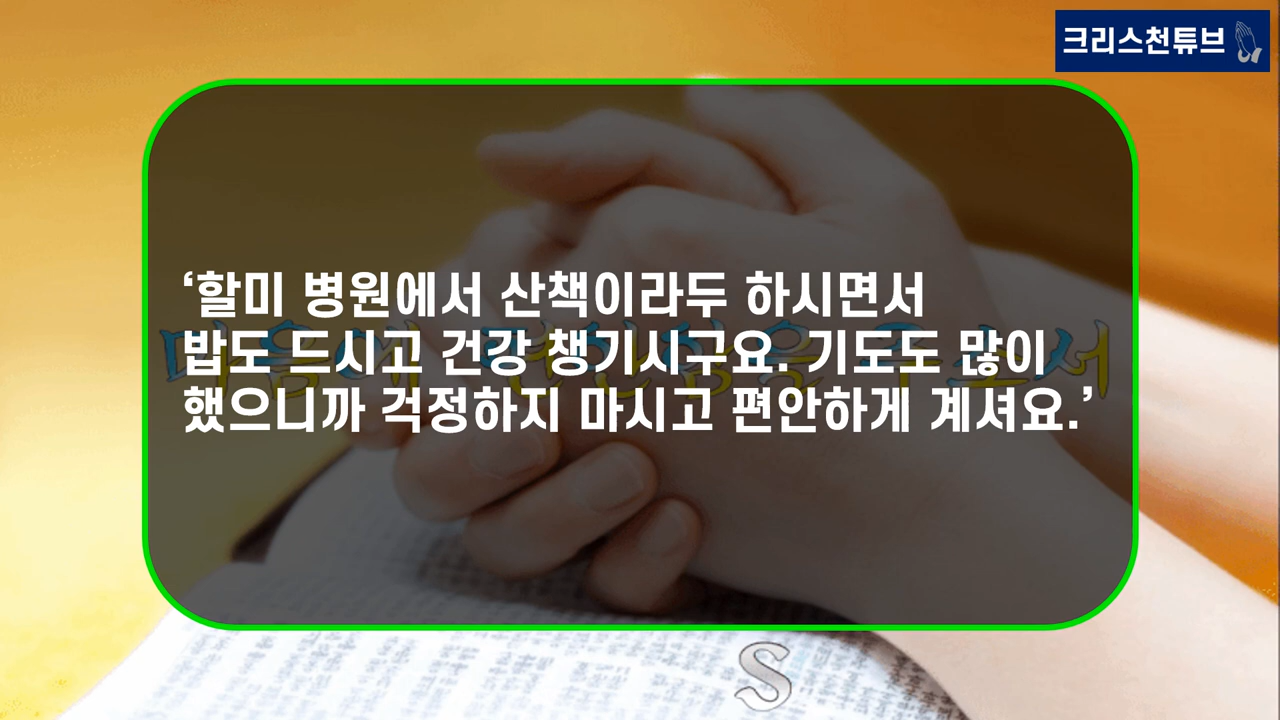 크리스천튜브
‘할미 병원에서 산책이라두 하시면서
밥도 드시고 건강 챙기시구요. 기도도 많이
했으니까 걱정하지 마시고 편안하게 계셔요.’
S